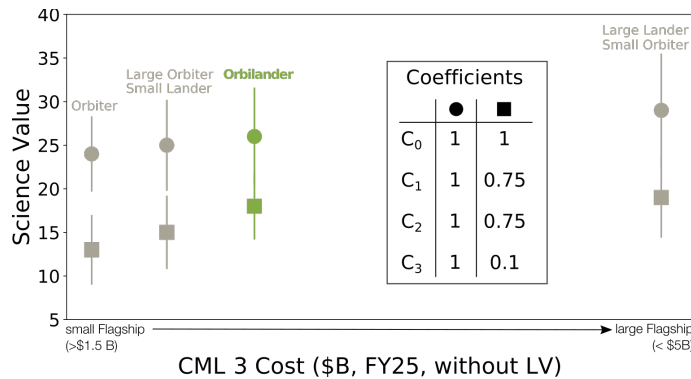 40
35
30
25
20
15
10
5
Science Value
Orbiter
Large Orbiter
Small Lander
Orbilander
Large Lander
Small Orbiter
Coefficients
C₀ 1 1
C₁ 1 0.75
C₂ 1 0.75
C₃ 1 0.1
small Flagship
(>$1.5 B)
large Flagship
(< $5B)
CML 3 Cost ($B, FY25, without LV)